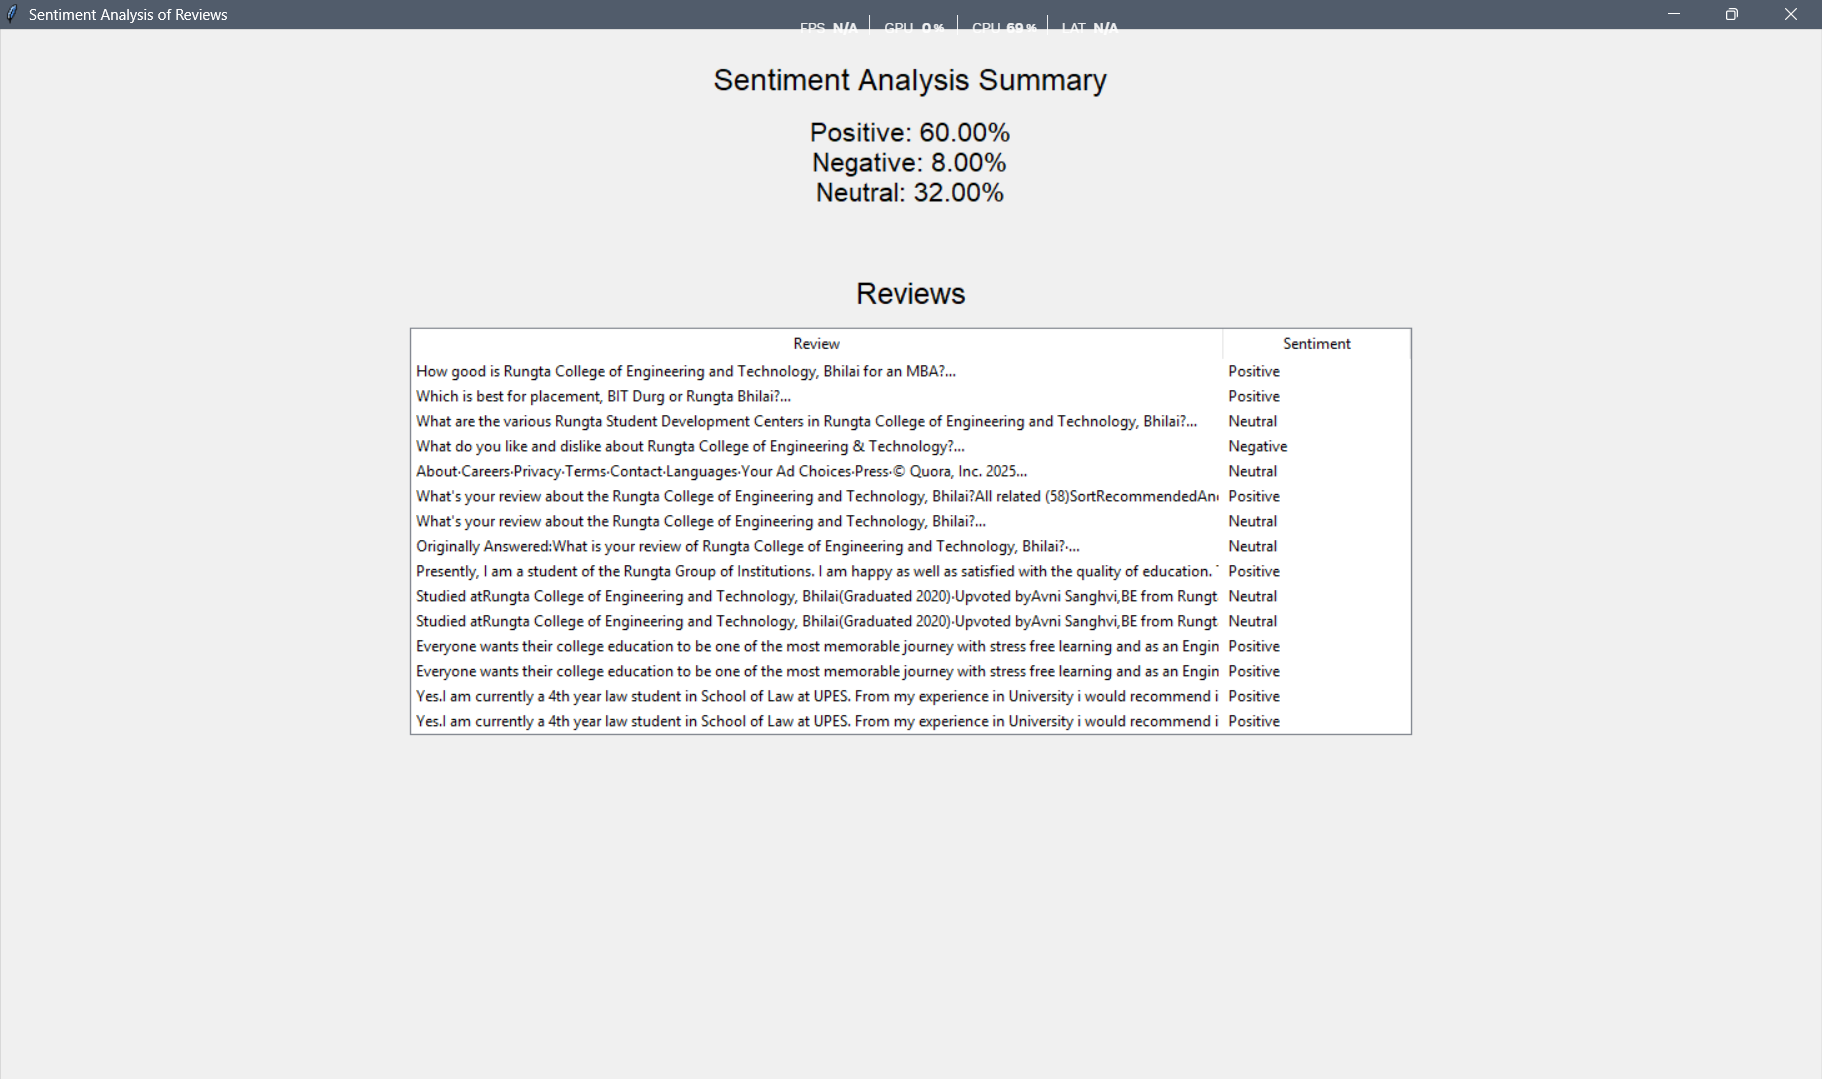 Sentiment Analysis of Reviews
FPS N/A GPU 0% CPU 69% LAT N/A
Sentiment Analysis Summary
Positive: 60.00%
Negative: 8.00%
Neutral: 32.00%
Reviews
Review Sentiment
How good is Rungta College of Engineering and Technology, Bhilai for an MBA?... Positive
Which is best for placement, BIT Durg or Rungta Bhilai?... Positive
What are the various Rungta Student Development Centers in Rungta College of Engineering and Technology, Bhilai?... Neutral
What do you like and dislike about Rungta College of Engineering & Technology?... Negative
About·Careers·Privacy·Terms·Contact·Languages·Your Ad Choices·Press·© Quora, Inc. 2025... Neutral
What's your review about the Rungta College of Engineering and Technology, Bhilai?All related (58)SortRecommendedAn Positive
What's your review about the Rungta College of Engineering and Technology, Bhilai?... Neutral
Originally Answered:What is your review of Rungta College of Engineering and Technology, Bhilai?·... Neutral
Presently, I am a student of the Rungta Group of Institutions. I am happy as well as satisfied with the quality of education. Positive
Studied atRungta College of Engineering and Technology, Bhilai(Graduated 2020)·Upvoted byAvni Sanghvi,BE from Rungt Neutral
Studied atRungta College of Engineering and Technology, Bhilai(Graduated 2020)·Upvoted byAvni Sanghvi,BE from Rungt Neutral
Everyone wants their college education to be one of the most memorable journey with stress free learning and as an Engin Positive
Everyone wants their college education to be one of the most memorable journey with stress free learning and as an Engin Positive
Yes.I am currently a 4th year law student in School of Law at UPES. From my experience in University i would recommend i Positive
Yes.I am currently a 4th year law student in School of Law at UPES. From my experience in University i would recommend i Positive